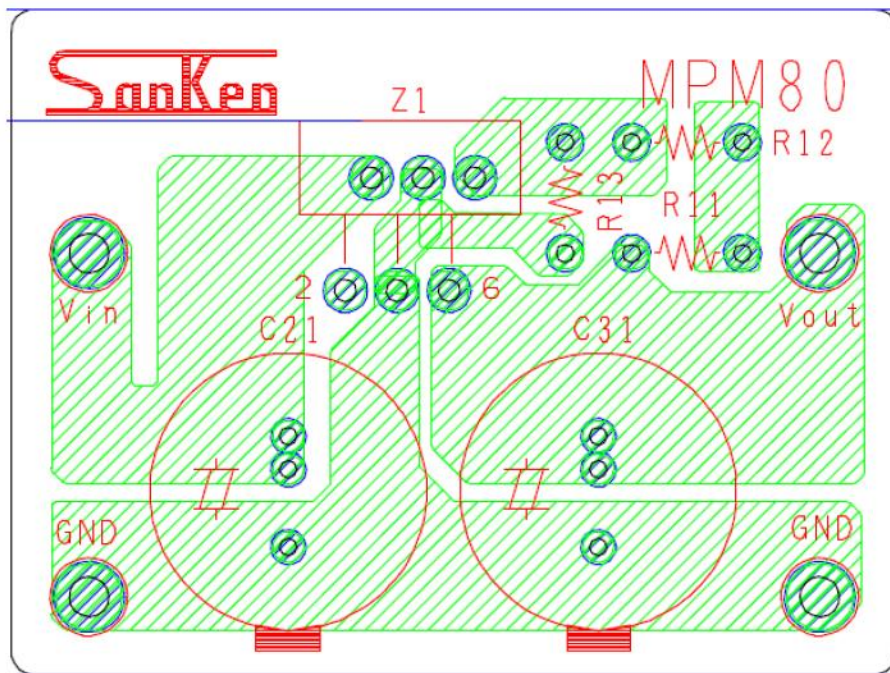 SanKen
MPM80
Z1
R12
R13
R11
Vin
2
6
Vout
C21
C31
GND
GND